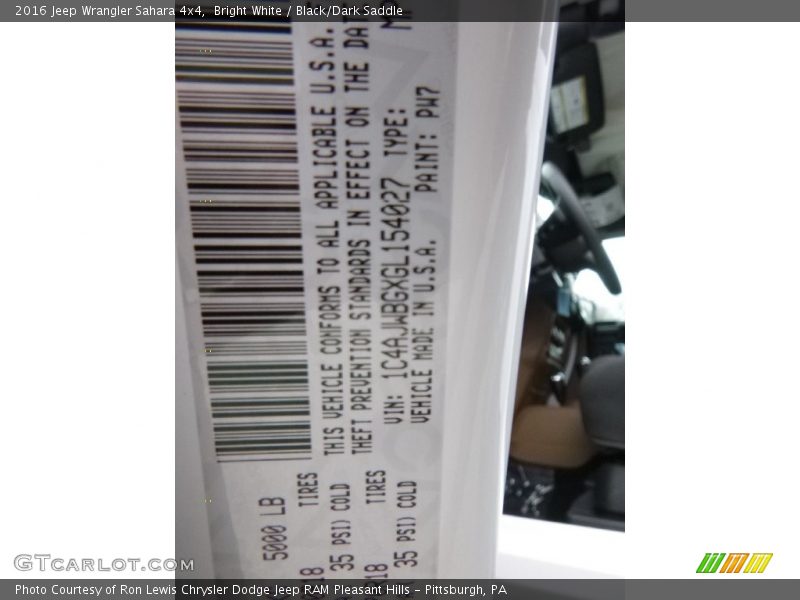 2016 Jeep Wrangler Sahara 4x4, Bright White / Black/Dark Saddle
THIS VEHICLE CONFORMS TO ALL APPLICABLE U.S.A.
THEFT PREVENTION STANDARDS IN EFFECT ON THE DA
VIN: 1C4AJWBGXGL154027 TYPE:
VEHICLE MADE IN U.S.A. PAINT: PW7
5000 LB
TIRES
35 PSI) COLD
R18 TIRES
35 PSI) COLD
GTCARLOT.COM
Photo Courtesy of Ron Lewis Chrysler Dodge Jeep RAM Pleasant Hills – Pittsburgh, PA